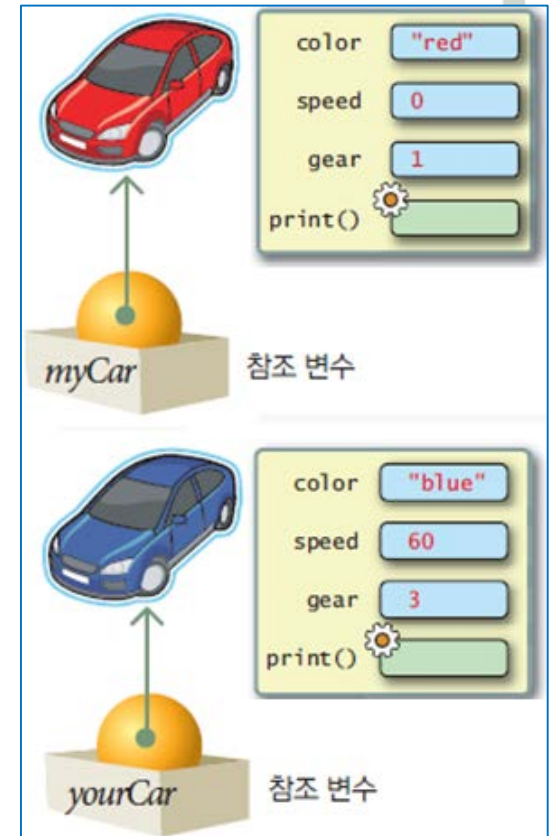 color "red"
speed 0
gear 1
print()
myCar 참조 변수
color "blue"
speed 60
gear 3
print()
yourCar 참조 변수